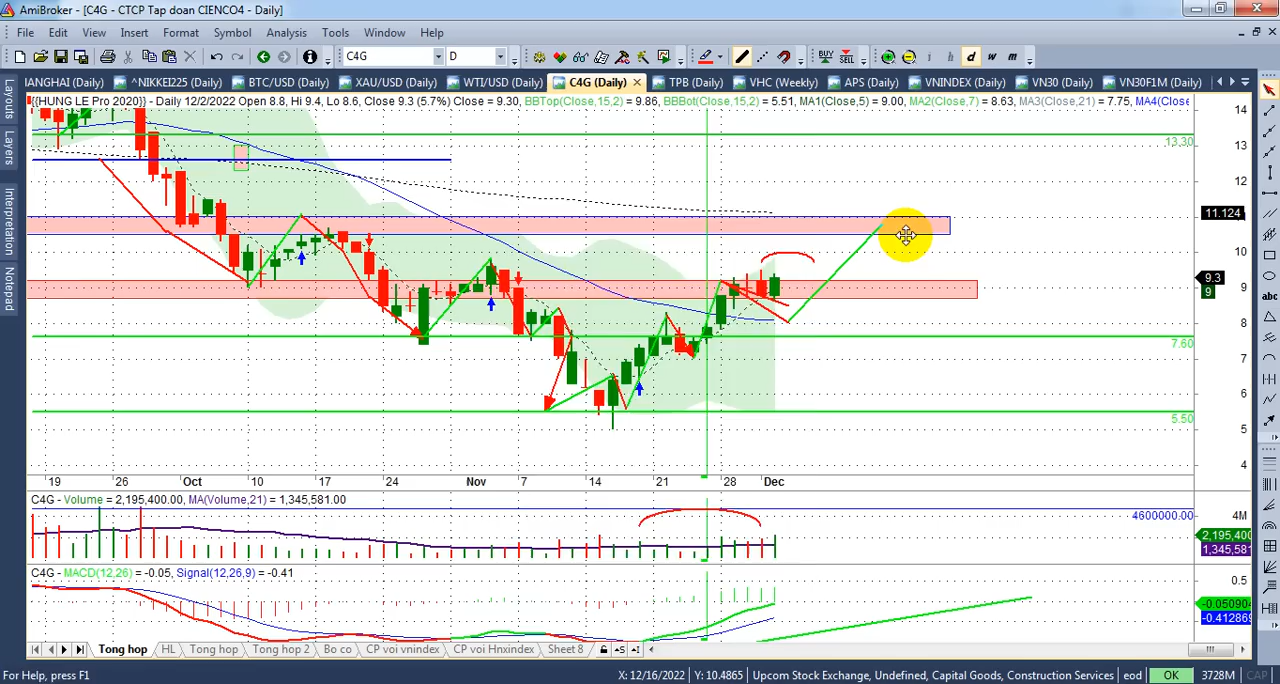 AmiBroker - [C4G - CTCP Tap doan CIENCO4 - Daily]
File Edit View Insert Format Symbol Analysis Tools Window Help
C4G D BUY SELL i h d w m
IANGHAI (Daily) ^NIKKEI225 (Daily) BTC/USD (Daily) XAU/USD (Daily) WTI/USD (Daily) C4G (Daily) TPB (Daily) VHC (Weekly) APS (Daily) VNINDEX (Daily) VN30 (Daily) VN30F1M (Daily)
Layouts
Layers
Interpretation
Notepad
{{HUNG LE Pro 2020}} - Daily 12/2/2022 Open 8.8, Hi 9.4, Lo 8.6, Close 9.3 (5.7%) Close = 9.30, BBTop(Close,15,2) = 9.86, BBBot(Close,15,2) = 5.51, MA1(Close,5) = 9.00, MA2(Close,7) = 8.63, MA3(Close,21) = 7.75, MA4(Close
14
13.30
13
12
11.124
10
9.3
9
9
8
7.60
7
6
5.50
5
4
19 26 Oct 10 17 24 Nov 7 14 21 28 Dec
C4G - Volume = 2,195,400.00, MA(Volume,21) = 1,345,581.00
4600000.00
4M
2,195,400
1,345,581
C4G - MACD(12,26) = -0.05, Signal(12,26,9) = -0.41
0.5
-0.05090
-0.412869
Tong hop HL Tong hop Tong hop 2 Bo co CP voi vnindex CP voi Hnxindex Sheet 8
abc
For Help, press F1 X: 12/16/2022 Y: 10.4865 Upcom Stock Exchange, Undefined, Capital Goods, Construction Services eod OK 3728M CAP